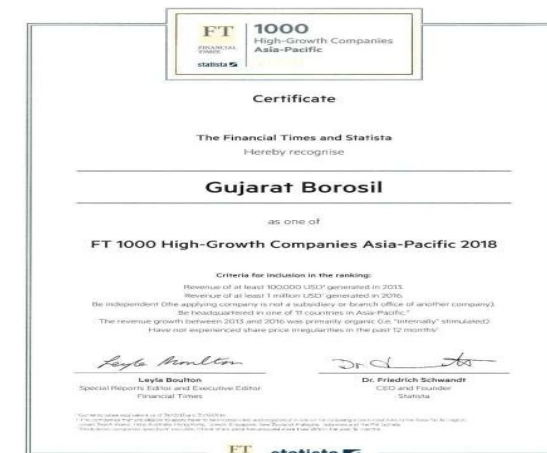 FT
FINANCIAL
TIMES
statista
1000
High-Growth Companies
Asia-Pacific
Certificate
The Financial Times and Statista
Hereby recognise
Gujarat Borosil
as one of
FT 1000 High-Growth Companies Asia-Pacific 2018
Criteria for inclusion in the ranking:
Revenue of at least 100,000 USD¹ generated in 2013.
Revenue of at least 1 million USD¹ generated in 2016.
Be independent (the applying company is not a subsidiary or branch office of another company).
Be headquartered in one of 11 countries in Asia-Pacific.²
The revenue growth between 2013 and 2016 was primarily organic (i.e. "internally" stimulated).
Have not experienced share price irregularities in the past 12 months³
Leyla Boulton
Special Reports Editor and Executive Editor
Financial Times
Dr. Friedrich Schwandt
CEO and Founder
Statista
FT
statista